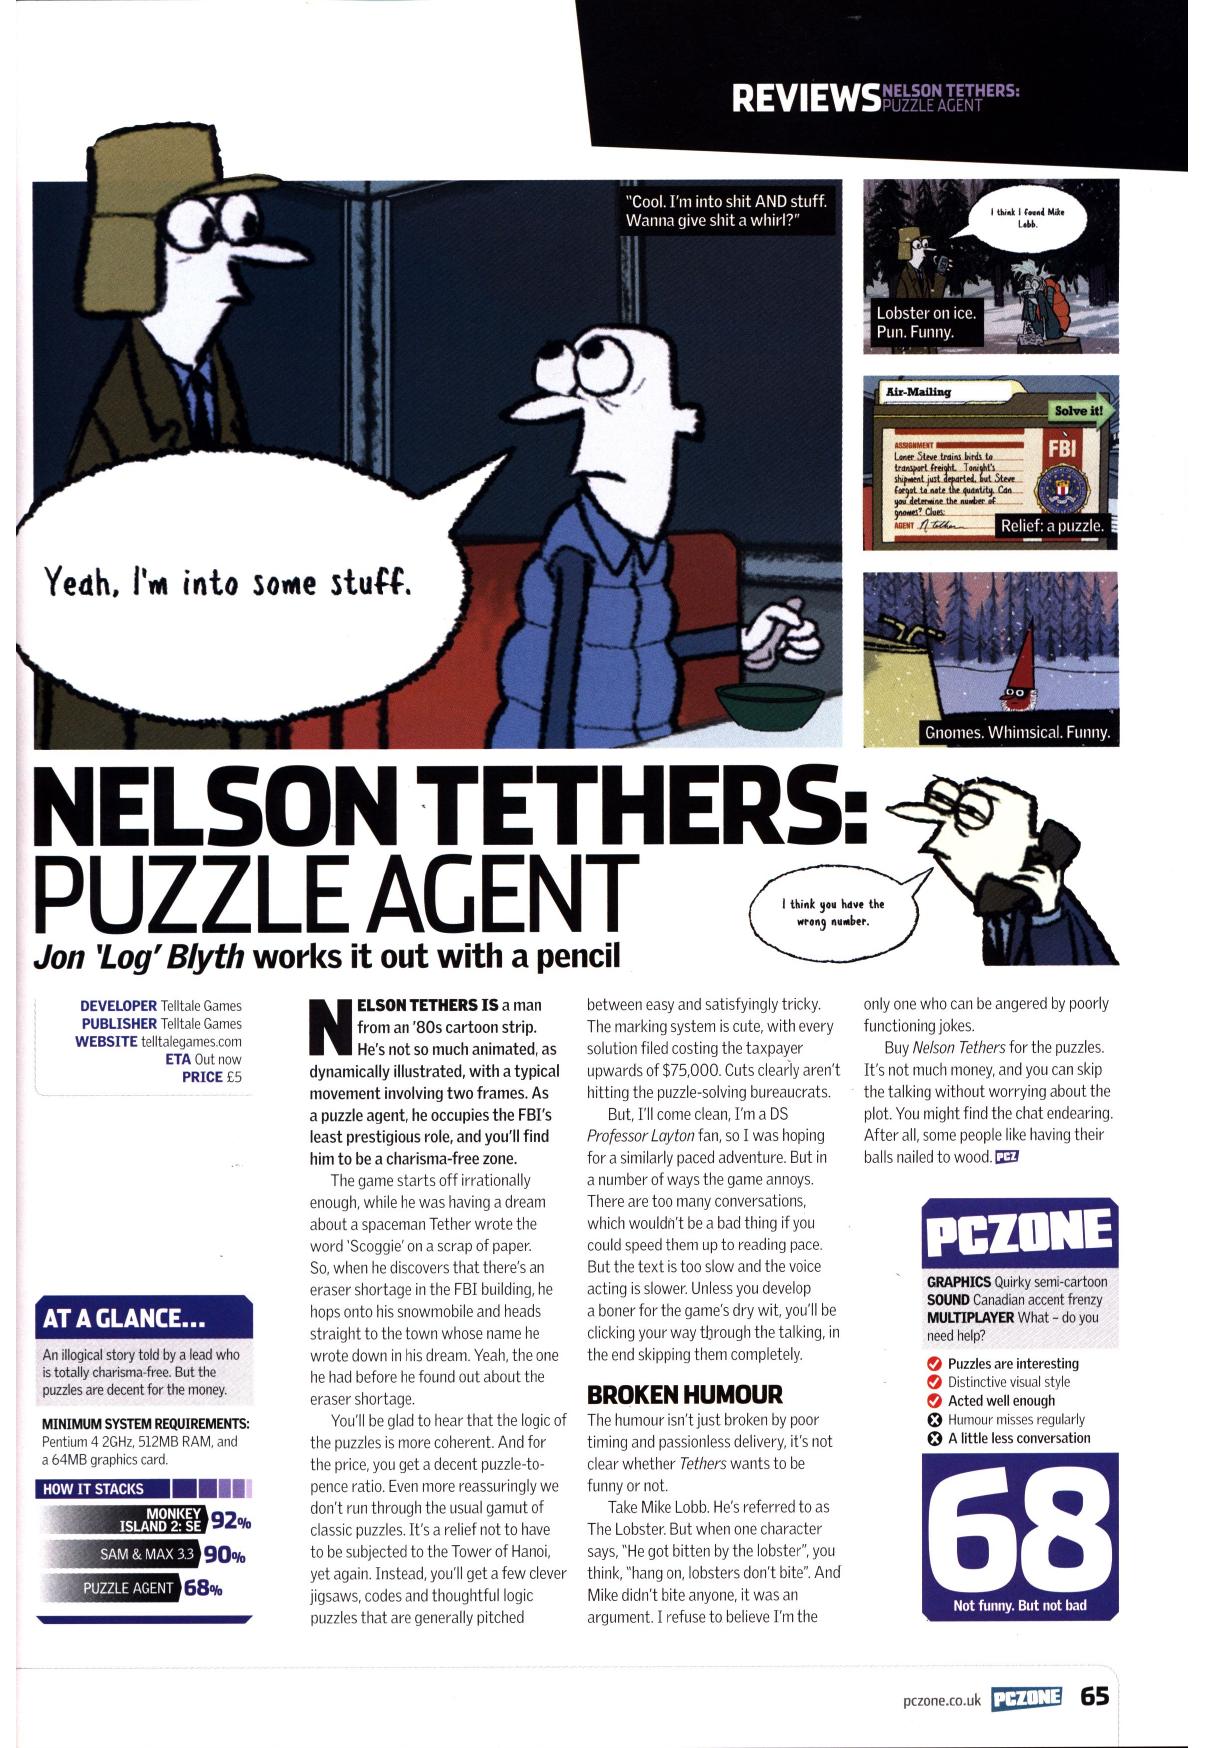 REVIEWS NELSON TETHERS:
PUZZLE AGENT
"Cool. I'm into shit AND stuff.
Wanna give shit a whirl?"
Yeah, I'm into some stuff.
I think I found Mike
Lobb.
Lobster on ice.
Pun. Funny.
Air-Mailing
Solve it!
ASSIGNMENT
Loner Steve trains birds to
transport freight. Tonight's
shipment just departed, but Steve
forgot to note the quantity. Can
you determine the number of
gnomes? Clues:
AGENT N Tethers
FBI
Relief: a puzzle.
Gnomes. Whimsical. Funny.
NELSON TETHERS:
PUZZLE AGENT
Jon 'Log' Blyth works it out with a pencil
I think you have the
wrong number.
DEVELOPER Telltale Games
PUBLISHER Telltale Games
WEBSITE telltalegames.com
ETA Out now
PRICE £5
NELSON TETHERS IS a man
from an '80s cartoon strip.
He's not so much animated, as
dynamically illustrated, with a typical
movement involving two frames. As
a puzzle agent, he occupies the FBI's
least prestigious role, and you'll find
him to be a charisma-free zone.
The game starts off irrationally
enough, while he was having a dream
about a spaceman Tether wrote the
word 'Scoggie' on a scrap of paper.
So, when he discovers that there's an
eraser shortage in the FBI building, he
hops onto his snowmobile and heads
straight to the town whose name he
wrote down in his dream. Yeah, the one
he had before he found out about the
eraser shortage.
You'll be glad to hear that the logic of
the puzzles is more coherent. And for
the price, you get a decent puzzle-to-
pence ratio. Even more reassuringly we
don't run through the usual gamut of
classic puzzles. It's a relief not to have
to be subjected to the Tower of Hanoi,
yet again. Instead, you'll get a few clever
jigsaws, codes and thoughtful logic
puzzles that are generally pitched
between easy and satisfyingly tricky.
The marking system is cute, with every
solution filed costing the taxpayer
upwards of $75,000. Cuts clearly aren't
hitting the puzzle-solving bureaucrats.
But, I'll come clean, I'm a DS
Professor Layton fan, so I was hoping
for a similarly paced adventure. But in
a number of ways the game annoys.
There are too many conversations,
which wouldn't be a bad thing if you
could speed them up to reading pace.
But the text is too slow and the voice
acting is slower. Unless you develop
a boner for the game's dry wit, you'll be
clicking your way through the talking, in
the end skipping them completely.
BROKEN HUMOUR
The humour isn't just broken by poor
timing and passionless delivery, it's not
clear whether Tethers wants to be
funny or not.
Take Mike Lobb. He's referred to as
The Lobster. But when one character
says, "He got bitten by the lobster", you
think, "hang on, lobsters don't bite". And
Mike didn't bite anyone, it was an
argument. I refuse to believe I'm the
only one who can be angered by poorly
functioning jokes.
Buy Nelson Tethers for the puzzles.
It's not much money, and you can skip
the talking without worrying about the
plot. You might find the chat endearing.
After all, some people like having their
balls nailed to wood. PCZ
AT A GLANCE...
An illogical story told by a lead who
is totally charisma-free. But the
puzzles are decent for the money.
MINIMUM SYSTEM REQUIREMENTS:
Pentium 4 2GHz, 512MB RAM, and
a 64MB graphics card.
HOW IT STACKS
MONKEY
ISLAND 2: SE 92%
SAM & MAX 3.3 90%
PUZZLE AGENT 68%
PCZONE
GRAPHICS Quirky semi-cartoon
SOUND Canadian accent frenzy
MULTIPLAYER What – do you
need help?
Puzzles are interesting
Distinctive visual style
Acted well enough
Humour misses regularly
A little less conversation
68
Not funny. But not bad
pczone.co.uk PCZONE 65